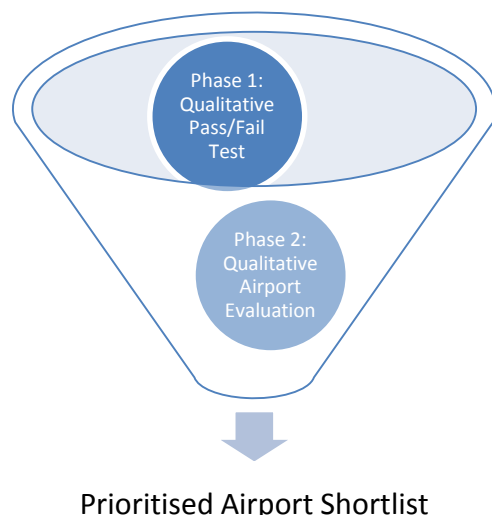 Phase 1:
Qualitative
Pass/Fail
Test
Phase 2:
Qualitative
Airport
Evaluation
Prioritised Airport Shortlist